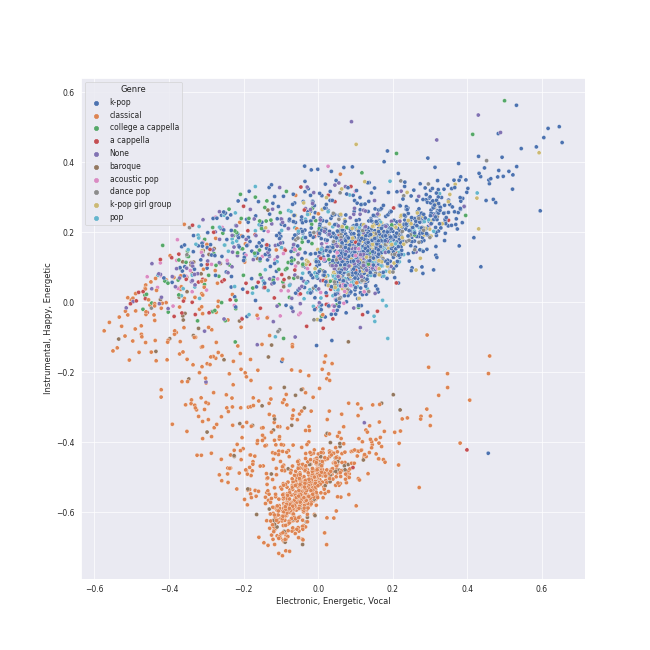 Genre
k-pop
classical
college a cappella
a cappella
None
baroque
acoustic pop
dance pop
k-pop girl group
pop
0.6
0.4
0.2
0.0
−0.2
−0.4
−0.6
Instrumental, Happy, Energetic
−0.6 −0.4 −0.2 0.0 0.2 0.4 0.6
Electronic, Energetic, Vocal